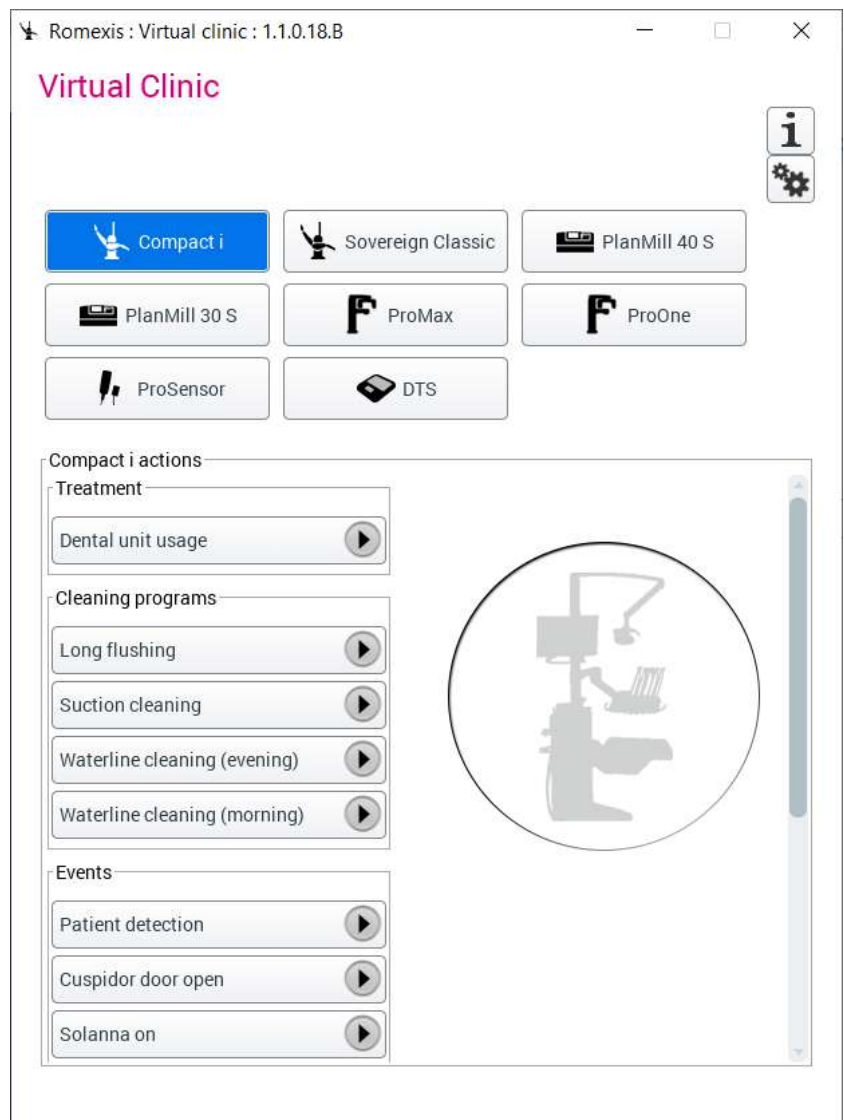 Romexis : Virtual clinic : 1.1.0.18.B
Virtual Clinic
Compact i
Sovereign Classic
PlanMill 40 S
PlanMill 30 S
ProMax
ProOne
ProSensor
DTS
Compact i actions
Treatment
Dental unit usage
Cleaning programs
Long flushing
Suction cleaning
Waterline cleaning (evening)
Waterline cleaning (morning)
Events
Patient detection
Cuspidor door open
Solanna on